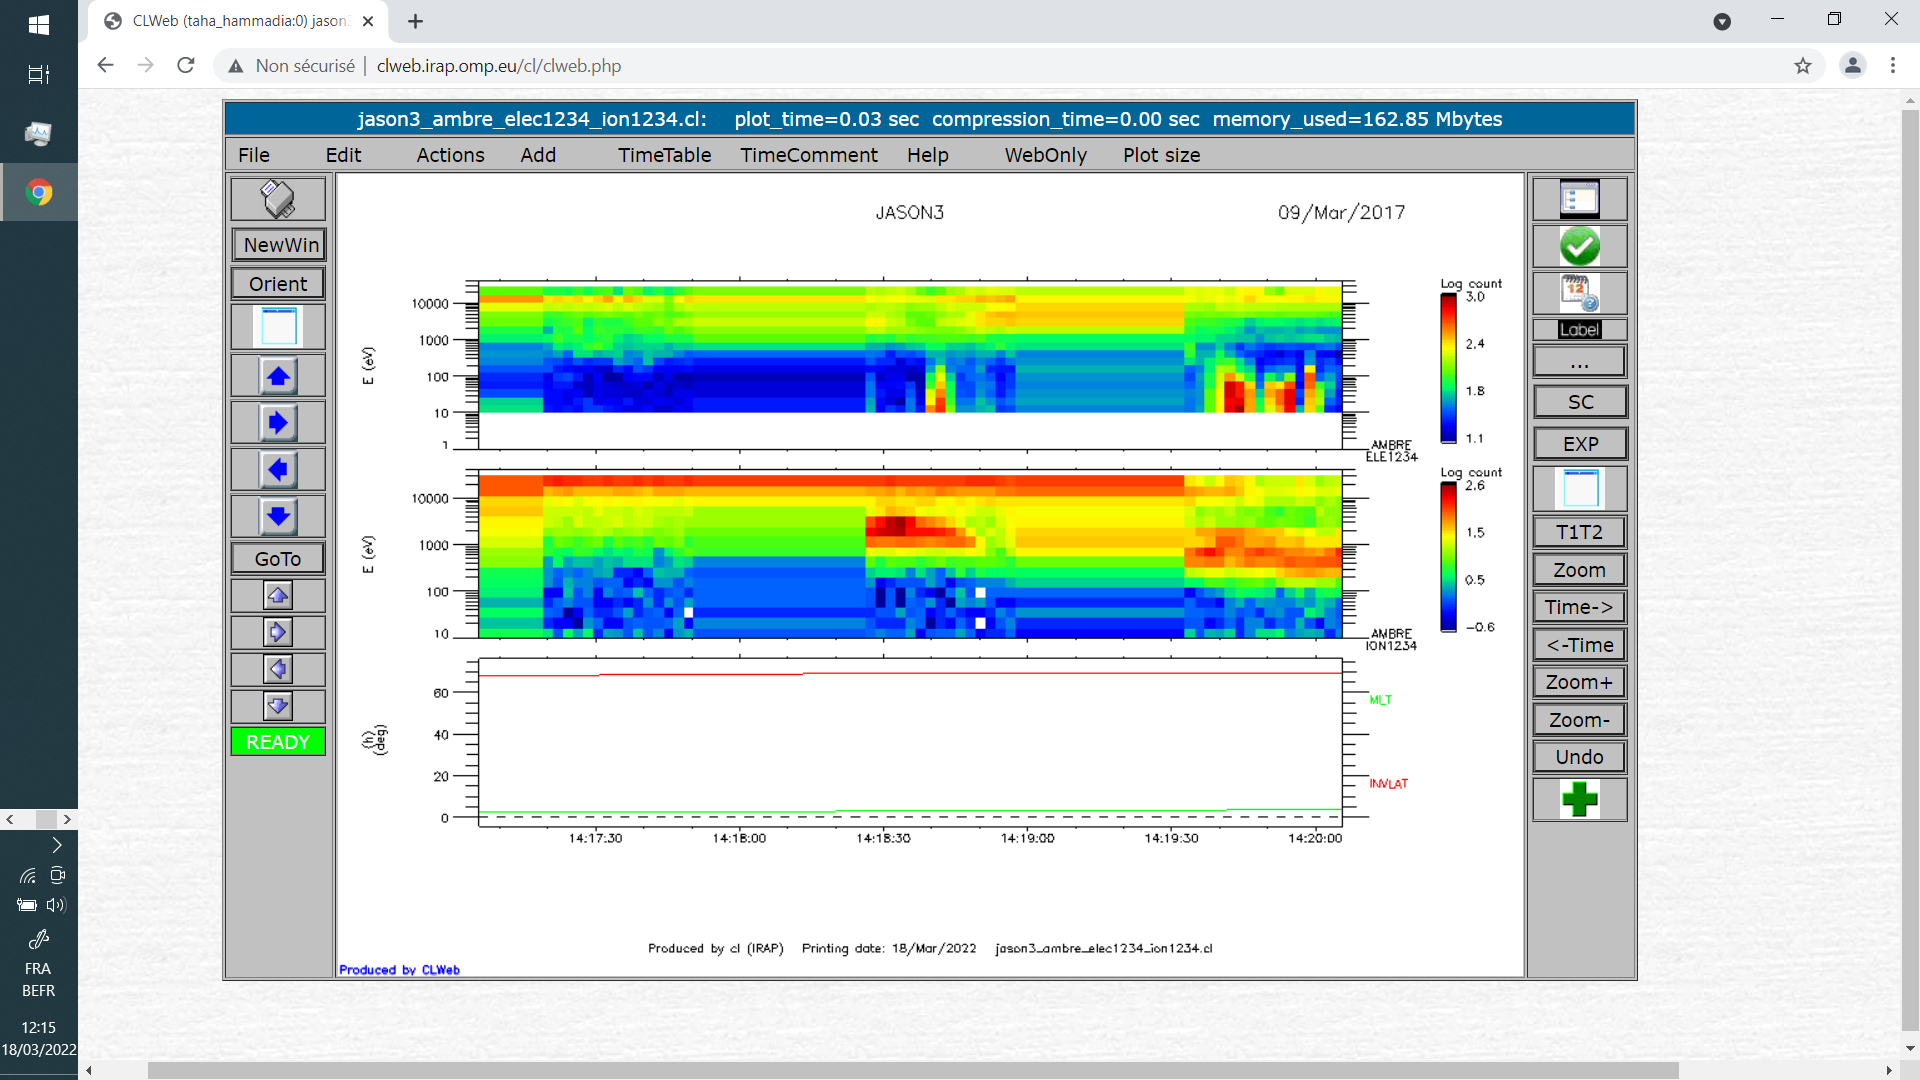 CLWeb (taha_hammadia:0) jason3
Non sécurisé | clweb.irap.omp.eu/cl/clweb.php
jason3_ambre_elec1234_ion1234.cl: plot_time=0.03 sec compression_time=0.00 sec memory_used=162.85 Mbytes
File Edit Actions Add TimeTable TimeComment Help WebOnly Plot size
NewWin
Orient
GoTo
READY
JASON3 09/Mar/2017
Log count
3.0
2.4
1.8
1.1
10000
1000
100
10
1
E (eV)
AMBRE
ELE1234
Log count
2.6
1.5
0.5
-0.6
10000
1000
100
10
E (eV)
AMBRE
ION1234
60
40
20
0
(h)
(deg)
MLT
INVLAT
14:17:30 14:18:00 14:18:30 14:19:00 14:19:30 14:20:00
Produced by cl (IRAP) Printing date: 18/Mar/2022 jason3_ambre_elec1234_ion1234.cl
Produced by CLWeb
12
Label
...
SC
EXP
T1T2
Zoom
Time->
<-Time
Zoom+
Zoom-
Undo
FRA
BEFR
12:15
18/03/2022